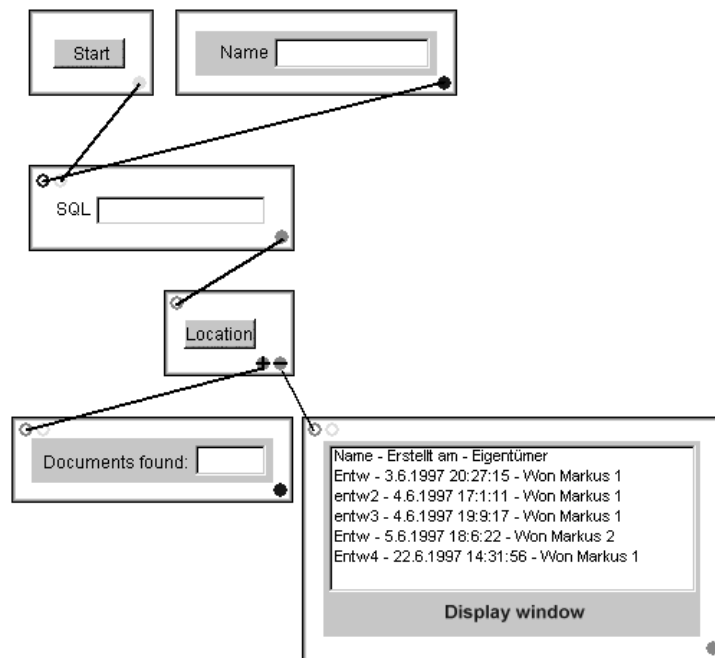 Start
Name
SQL
Location
Documents found:
Name - Erstellt am - Eigentümer
Entw - 3.6.1997 20:27:15 - Won Markus 1
entw2 - 4.6.1997 17:1:11 - Won Markus 1
entw3 - 4.6.1997 19:9:17 - Won Markus 1
Entw - 5.6.1997 18:6:22 - Won Markus 2
Entw4 - 22.6.1997 14:31:56 - Won Markus 1
Display window